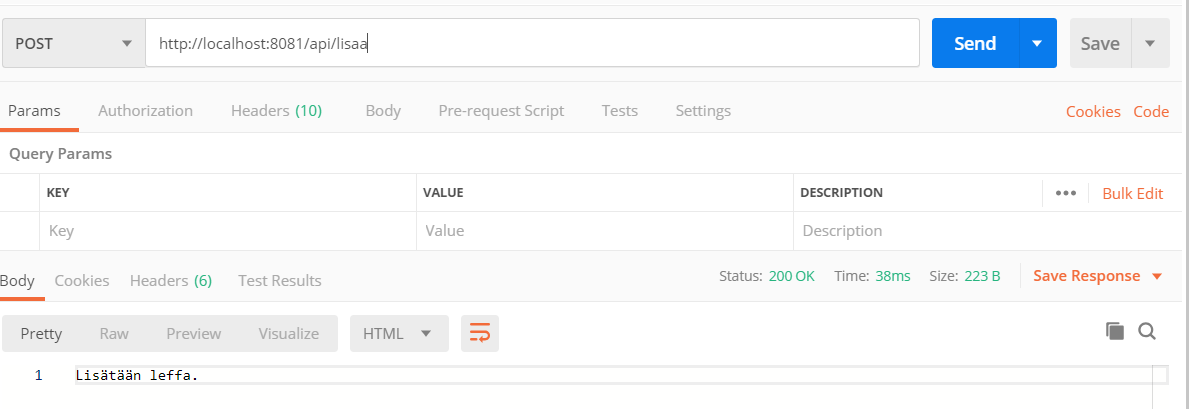 POST http://localhost:8081/api/lisaa Send Save
Params Authorization Headers (10) Body Pre-request Script Tests Settings Cookies Code
Query Params
KEY VALUE DESCRIPTION ••• Bulk Edit
Key Value Description
Body Cookies Headers (6) Test Results Status: 200 OK Time: 38ms Size: 223 B Save Response
Pretty Raw Preview Visualize HTML
1 Lisätään leffa.